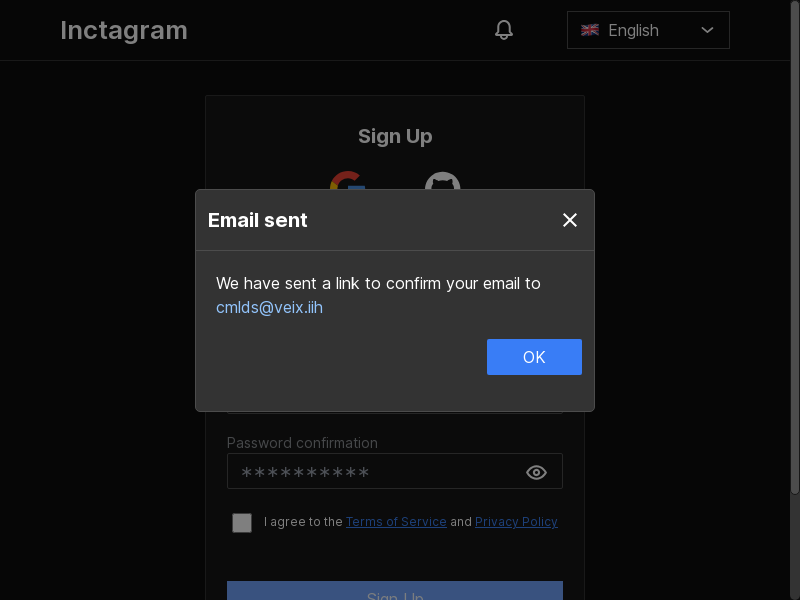 Inctagram
English
Sign Up
Email sent
We have sent a link to confirm your email to
cmlds@veix.iih
OK
Password confirmation
**********
I agree to the Terms of Service and Privacy Policy
Sign Up